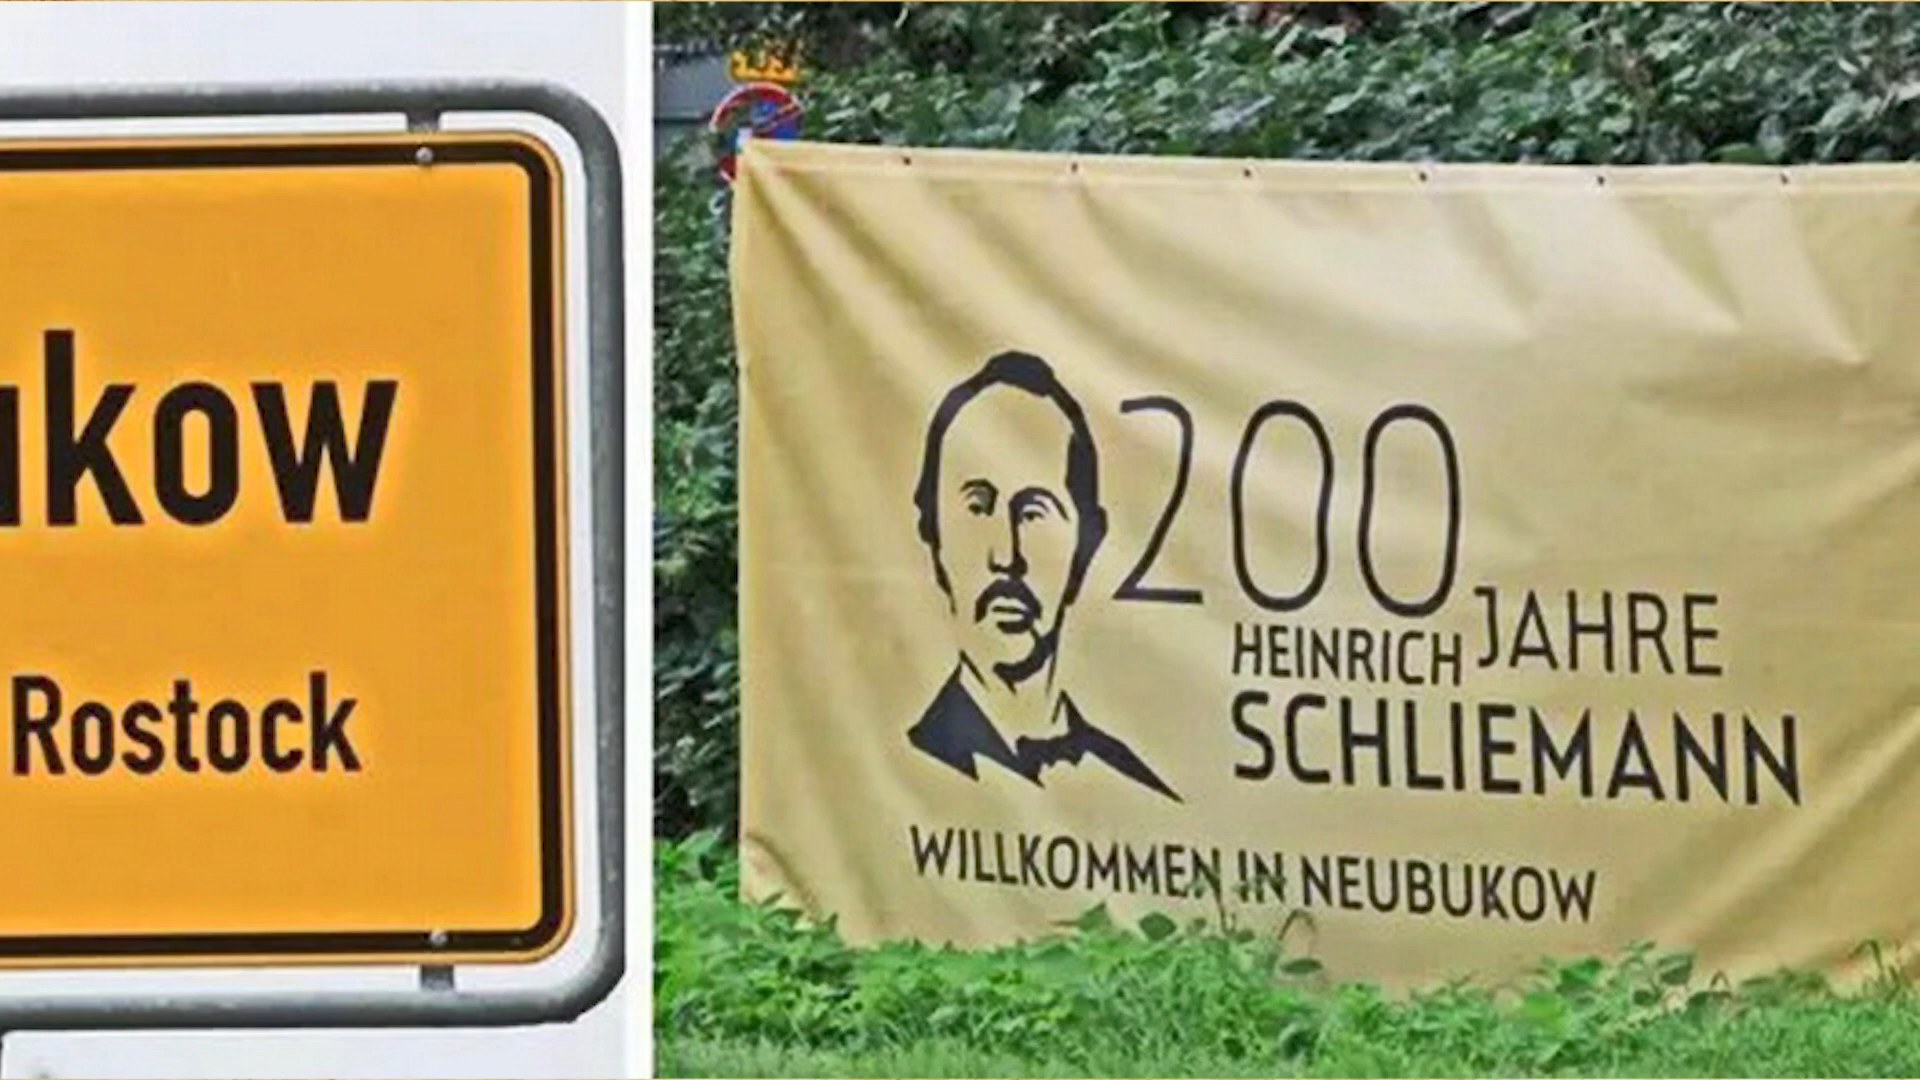 ukow
Rostock
200
JAHRE
HEINRICH
SCHLIEMANN
WILLKOMMEN IN NEUBUKOW